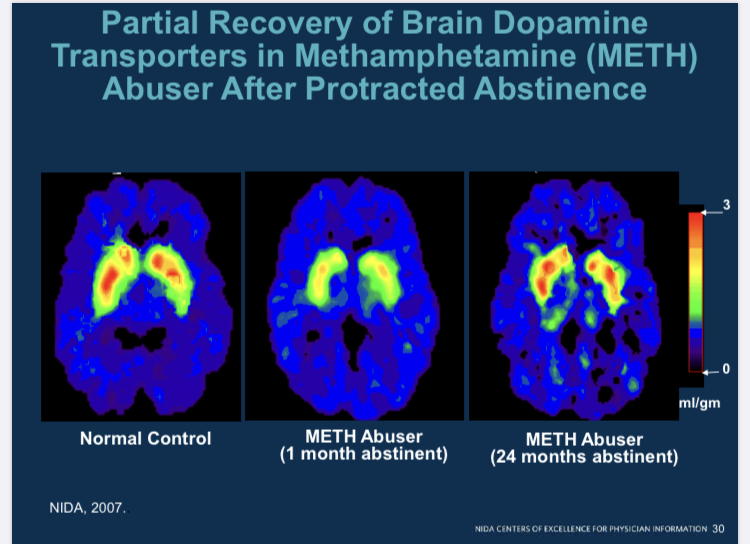 Partial Recovery of Brain Dopamine
Transporters in Methamphetamine (METH)
Abuser After Protracted Abstinence
3
0
ml/gm
Normal Control
METH Abuser
(1 month abstinent)
METH Abuser
(24 months abstinent)
NIDA, 2007.
NIDA CENTERS OF EXCELLENCE FOR PHYSICIAN INFORMATION 30